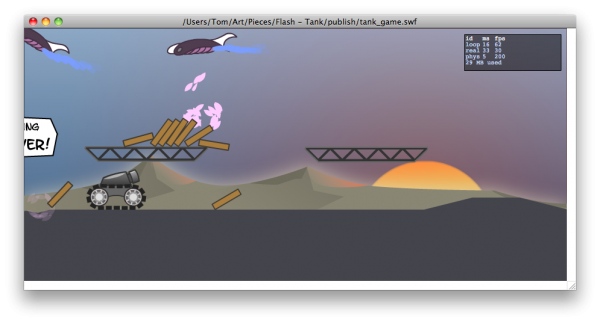 /Users/Tom/Art/Pieces/Flash – Tank/publish/tank_game.swf
id ms fps
loop 16 62
real 33 30
phys 5 200
29 MB used
ING
VER!